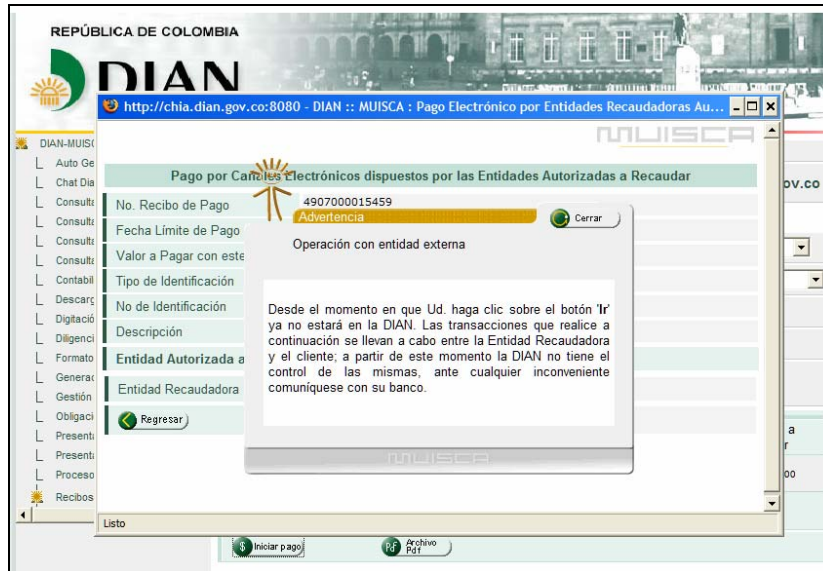 REPÚBLICA DE COLOMBIA
DIAN
http://chia.dian.gov.co:8080 - DIAN :: MUISCA : Pago Electrónico por Entidades Recaudadoras Au...
MUISCA
DIAN-MUISC
Auto Ge
Chat Dia
Consulta
Consulta
Consulta
Consulta
Contabil
Descarg
Digitació
Diligenci
Formato
Generac
Gestión
Obligaci
Presenta
Presenta
Proceso
Recibos
Pago por Canales Electrónicos dispuestos por las Entidades Autorizadas a Recaudar
ov.co
No. Recibo de Pago 4907000015459
Fecha Límite de Pago
Valor a Pagar con este
Tipo de Identificación
No de Identificación
Descripción
Entidad Autorizada a
Entidad Recaudadora
Regresar
Advertencia
Cerrar
Operación con entidad externa
Desde el momento en que Ud. haga clic sobre el botón 'Ir'
ya no estará en la DIAN. Las transacciones que realice a
continuación se llevan a cabo entre la Entidad Recaudadora
y el cliente; a partir de este momento la DIAN no tiene el
control de las mismas, ante cualquier inconveniente
comuníquese con su banco.
MUISCA
a
r
00
Listo
Iniciar pago
Archivo
Pdf